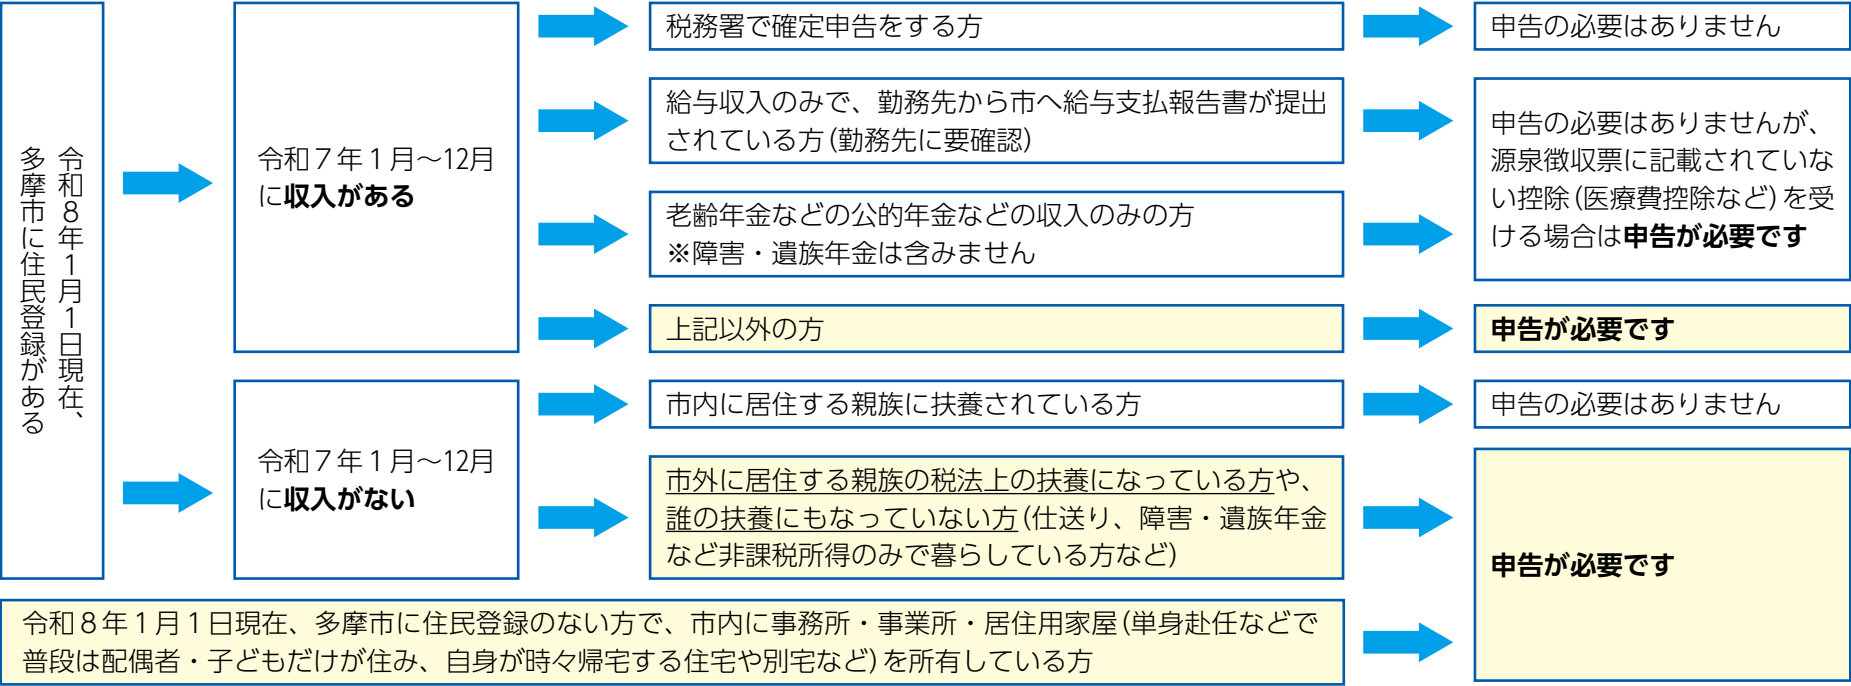 令和８年１月１日現在、
多摩市に住民登録がある
令和７年１月～12月
に収入がある
税務署で確定申告をする方
申告の必要はありません
給与収入のみで、勤務先から市へ給与支払報告書が提出
されている方（勤務先に要確認）
老齢年金などの公的年金などの収入のみの方
※障害・遺族年金は含みません
申告の必要はありませんが、
源泉徴収票に記載されていな
い控除（医療費控除など）を受
ける場合は申告が必要です
上記以外の方
申告が必要です
令和７年１月～12月
に収入がない
市内に居住する親族に扶養されている方
申告の必要はありません
市外に居住する親族の税法上の扶養になっている方や、
誰の扶養にもなっていない方（仕送り、障害・遺族年金
など非課税所得のみで暮らしている方など）
令和８年１月１日現在、多摩市に住民登録のない方で、市内に事務所・事業所・居住用家屋（単身赴任などで
普段は配偶者・子どもだけが住み、自身が時々帰宅する住宅や別宅など）を所有している方
申告が必要です